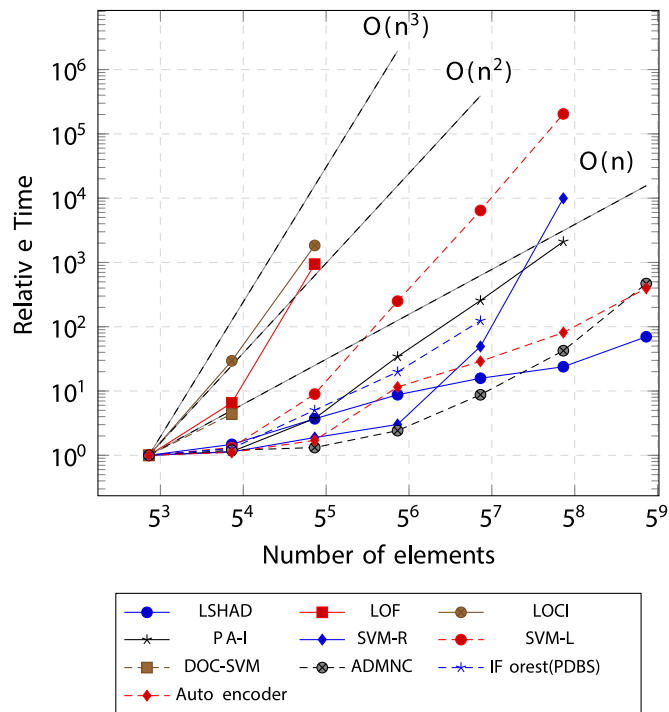 O(n³)
O(n²)
O(n)
10⁶
10⁵
10⁴
10³
10²
10¹
10⁰
Relativ e Time
5³ 5⁴ 5⁵ 5⁶ 5⁷ 5⁸ 5⁹
Number of elements
LSHAD LOF LOCI
P A-I SVM-R SVM-L
DOC-SVM ADMNC IF orest(PDBS)
Auto encoder